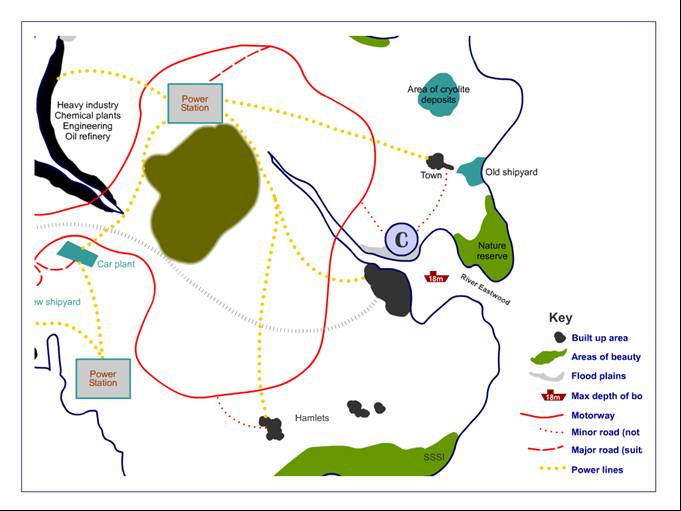 Heavy industry
Chemical plants
Engineering
Oil refinery
Power
Station
Area of cryolite
deposits
Town
Old shipyard
C
Nature
reserve
Car plant
ew shipyard
18m
River Eastwood
Power
Station
Hamlets
SSSI
Key
Built up area
Areas of beauty
Flood plains
18m
Max depth of bo
Motorway
Minor road (not
Major road (suit
Power lines